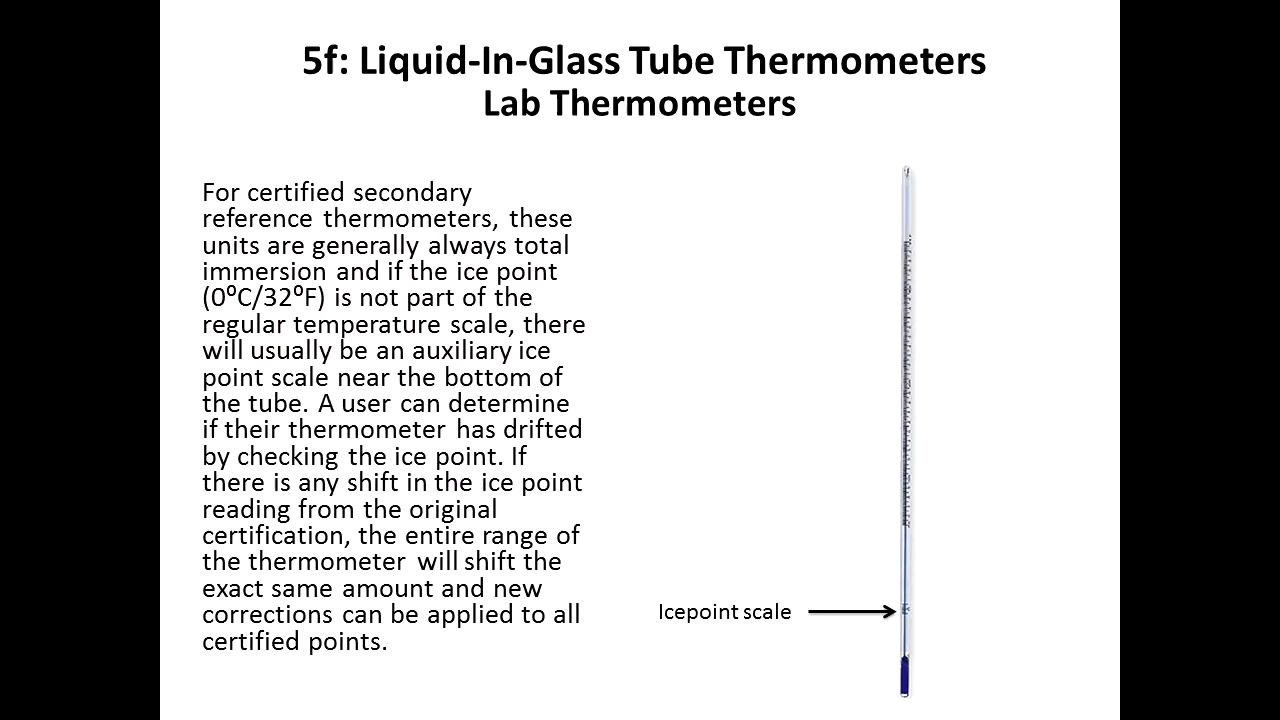 5f: Liquid-In-Glass Tube Thermometers
Lab Thermometers
For certified secondary
reference thermometers, these
units are generally always total
immersion and if the ice point
(0⁰C/32⁰F) is not part of the
regular temperature scale, there
will usually be an auxiliary ice
point scale near the bottom of
the tube. A user can determine
if their thermometer has drifted
by checking the ice point. If
there is any shift in the ice point
reading from the original
certification, the entire range of
the thermometer will shift the
exact same amount and new
corrections can be applied to all
certified points.
Icepoint scale